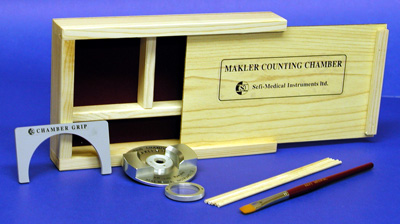 MAKLER COUNTING CHAMBER
Sefi-Medical Instruments ltd.
CHAMBER GRIP